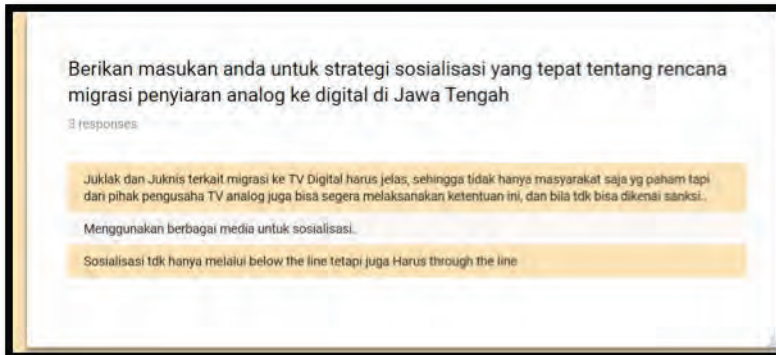 Berikan masukan anda untuk strategi sosialisasi yang tepat tentang rencana
migrasi penyiaran analog ke digital di Jawa Tengah
3 responses
Juklak dan Juknis terkait migrasi ke TV Digital harus jelas, sehingga tidak hanya masyarakat saja yg paham tapi
dari pihak pengusaha TV analog juga bisa segera melaksanakan ketentuan ini, dan bila tdk bisa dikenai sanksi..
Menggunakan berbagai media untuk sosialisasi.
Sosialisasi tdk hanya melalui below the line tetapi juga Harus through the line